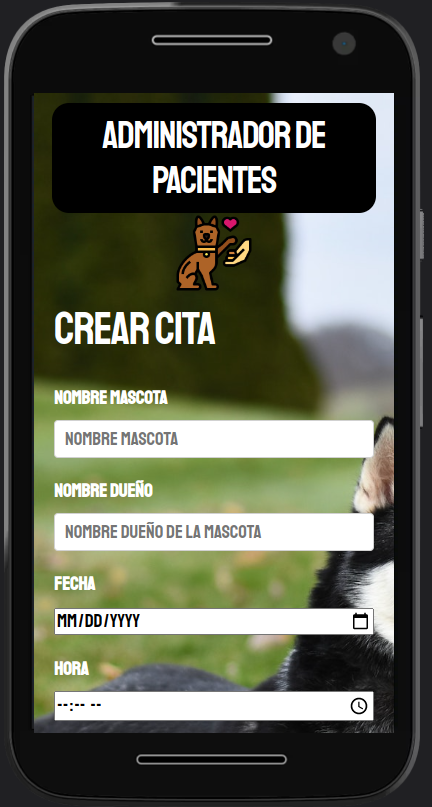 ADMINISTRADOR DE
PACIENTES
CREAR CITA
NOMBRE MASCOTA
NOMBRE MASCOTA
NOMBRE DUEÑO
NOMBRE DUEÑO DE LA MASCOTA
FECHA
MM/DD/YYYY
HORA
--:-- --